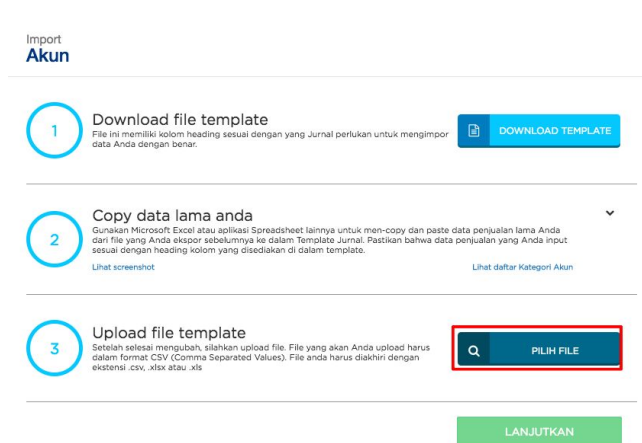 Import
Akun
1
Download file template
File ini memiliki kolom heading sesuai dengan yang Jurnal perlukan untuk mengimpor
data Anda dengan benar.
DOWNLOAD TEMPLATE
2
Copy data lama anda
Gunakan Microsoft Excel atau aplikasi Spreadsheet lainnya untuk men-copy dan paste data penjualan lama Anda
dari file yang Anda ekspor sebelumnya ke dalam Template Jurnal. Pastikan bahwa data penjualan yang Anda input
sesuai dengan heading kolom yang disediakan di dalam template.
Lihat screenshot
Lihat daftar Kategori Akun
3
Upload file template
Setelah selesai mengubah, silahkan upload file. File yang akan Anda upload harus
dalam format CSV (Comma Separated Values). File anda harus diakhiri dengan
ekstensi .csv, .xlsx atau .xls
PILIH FILE
LANJUTKAN